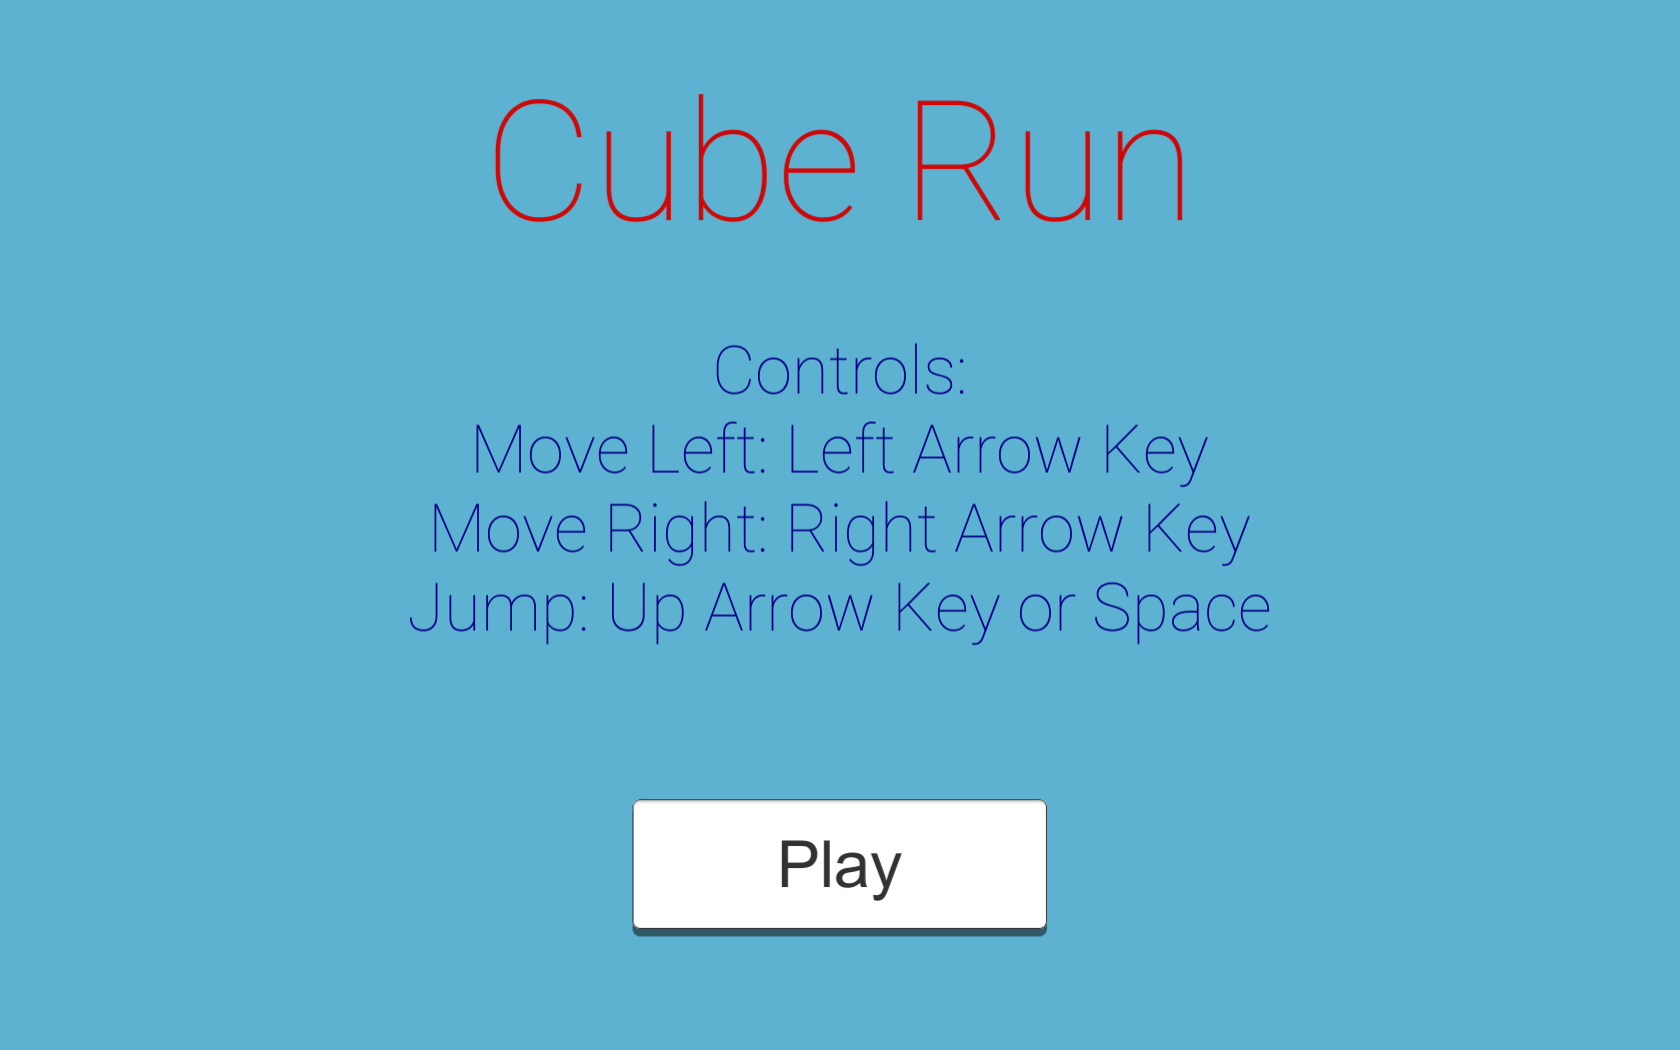 Cube Run
Controls:
Move Left: Left Arrow Key
Move Right: Right Arrow Key
Jump: Up Arrow Key or Space
Play